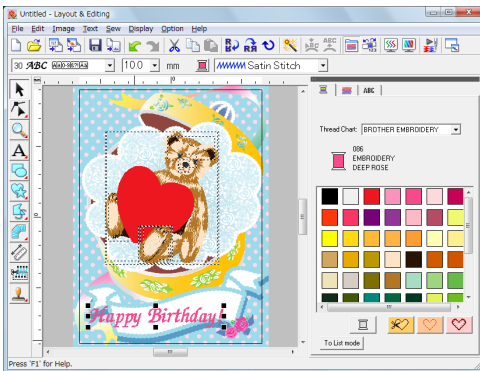 Untitled - Layout & Editing
File Edit Image Text Sew Display Option Help
30 ABC 10.0 mm Satin Stitch
ABC
Thread Chart: BROTHER EMBROIDERY
086
EMBROIDERY
DEEP ROSE
A
Happy Birthday!
To List mode
Press 'F1' for Help.